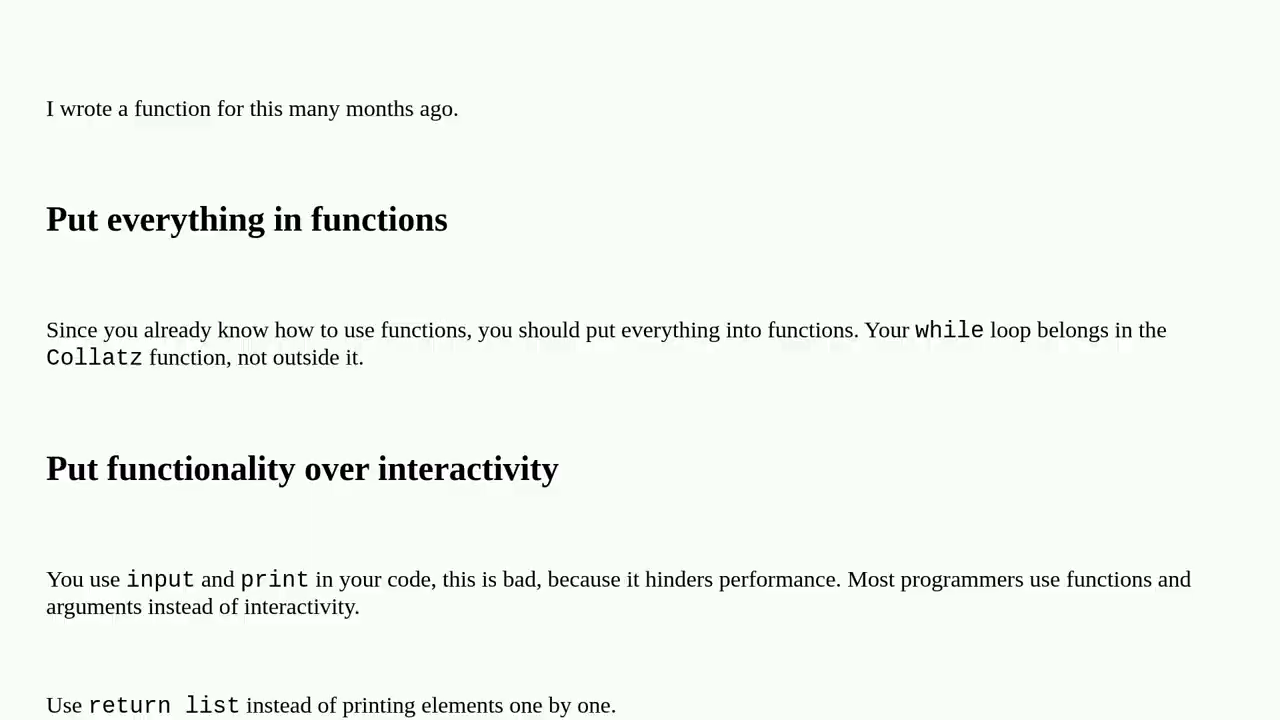 I wrote a function for this many months ago.
Put everything in functions
Since you already know how to use functions, you should put everything into functions. Your while loop belongs in the
Collatz function, not outside it.
Put functionality over interactivity
You use input and print in your code, this is bad, because it hinders performance. Most programmers use functions and
arguments instead of interactivity.
Use return list instead of printing elements one by one.